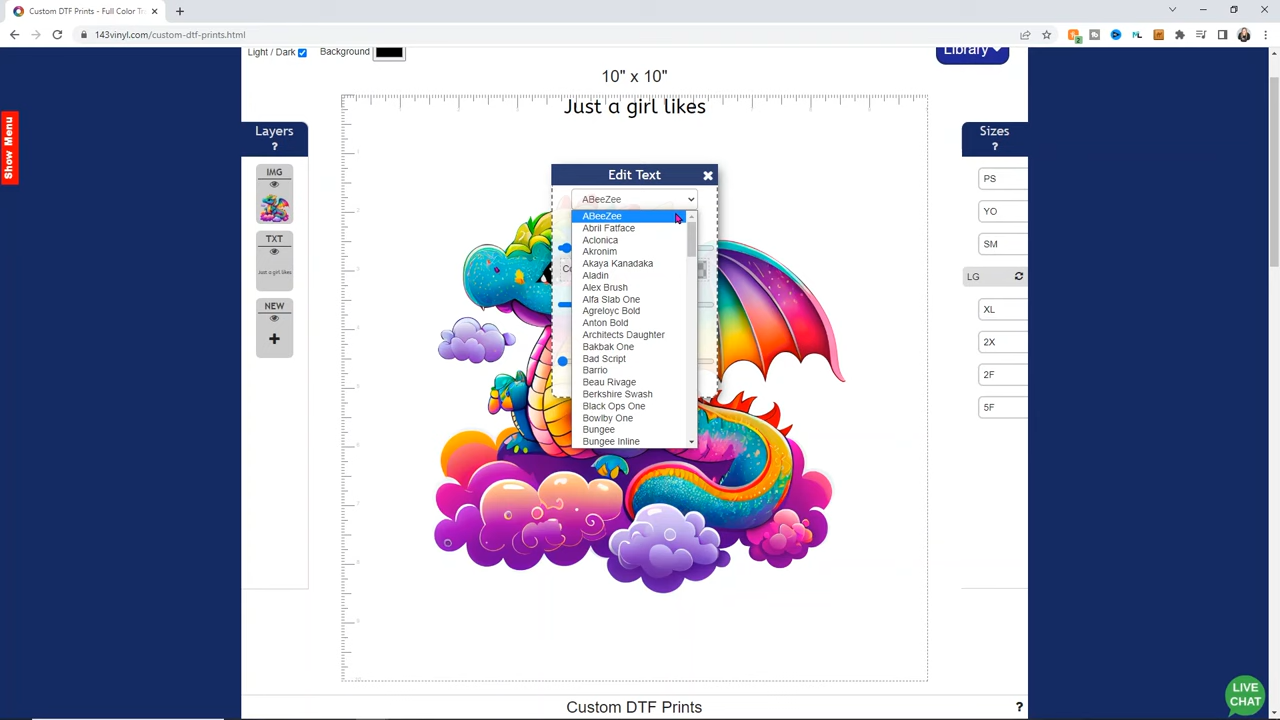 Custom DTF Prints - Full Color Tr
143vinyl.com/custom-dtf-prints.html
Light / Dark
Background
Library
10" x 10"
Just a girl likes
Show Menu
Layers
?
IMG
TXT
Just a girl likes
NEW
+
Edit Text
ABeeZee
ABeeZee
Abril Fatface
Aclonica
Acronim
Akaya Kanadaka
Aladin
Alex Brush
Alfa Slab One
Agreloyc Bold
Anton Bold
Architects Daughter
Bakbak One
Bad Script
Barrio
Beau Rivage
Berkshire Swash
Black Ops One
Bowlby One
Bungee
Bungee Inline
Sizes
?
PS
YO
SM
LG
XL
2X
2F
5F
Custom DTF Prints
?
LIVE
CHAT